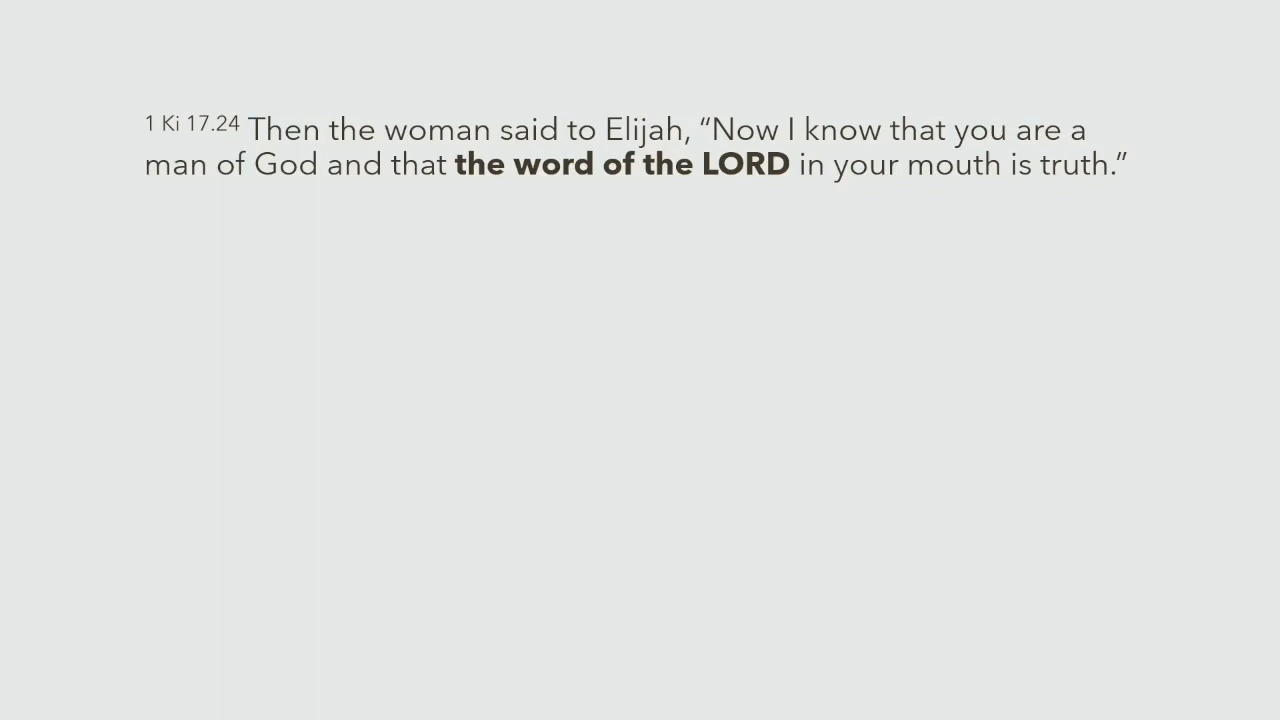 1 Ki 17.24 Then the woman said to Elijah, “Now I know that you are a
man of God and that the word of the LORD in your mouth is truth.”